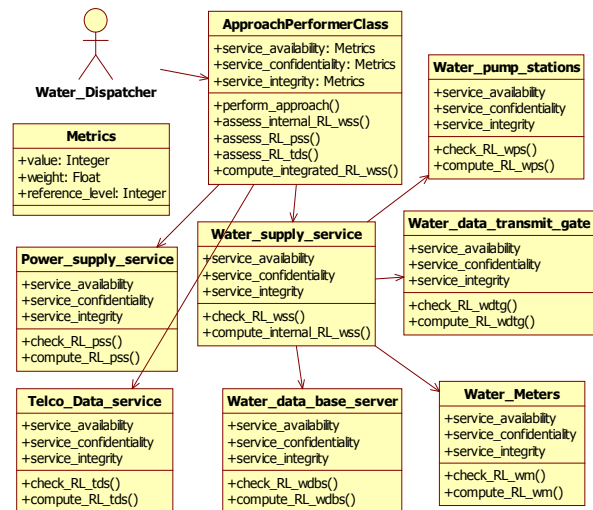 Water_Dispatcher
ApproachPerformerClass
+service_availability: Metrics
+service_confidentiality: Metrics
+service_integrity: Metrics
+perform_approach()
+assess_internal_RL_wss()
+assess_RL_pss()
+assess_RL_tds()
+compute_integrated_RL_wss()
Water_pump_stations
+service_availability
+service_confidentiality
+service_integrity
+check_RL_wps()
+compute_RL_wps()
Metrics
+value: Integer
+weight: Float
+reference_level: Integer
Water_supply_service
+service_availability
+service_confidentiality
+service_integrity
+check_RL_wss()
+compute_internal_RL_wss()
Water_data_transmit_gate
+service_availability
+service_confidentiality
+service_integrity
+check_RL_wdtg()
+compute_RL_wdtg()
Power_supply_service
+service_availability
+service_confidentiality
+service_integrity
+check_RL_pss()
+compute_RL_pss()
Telco_Data_service
+service_availability
+service_confidentiality
+service_integrity
+check_RL_tds()
+compute_RL_tds()
Water_data_base_server
+service_availability
+service_confidentiality
+service_integrity
+check_RL_wdbs()
+compute_RL_wdbs()
Water_Meters
+service_availability
+service_confidentiality
+service_integrity
+check_RL_wm()
+compute_RL_wm()